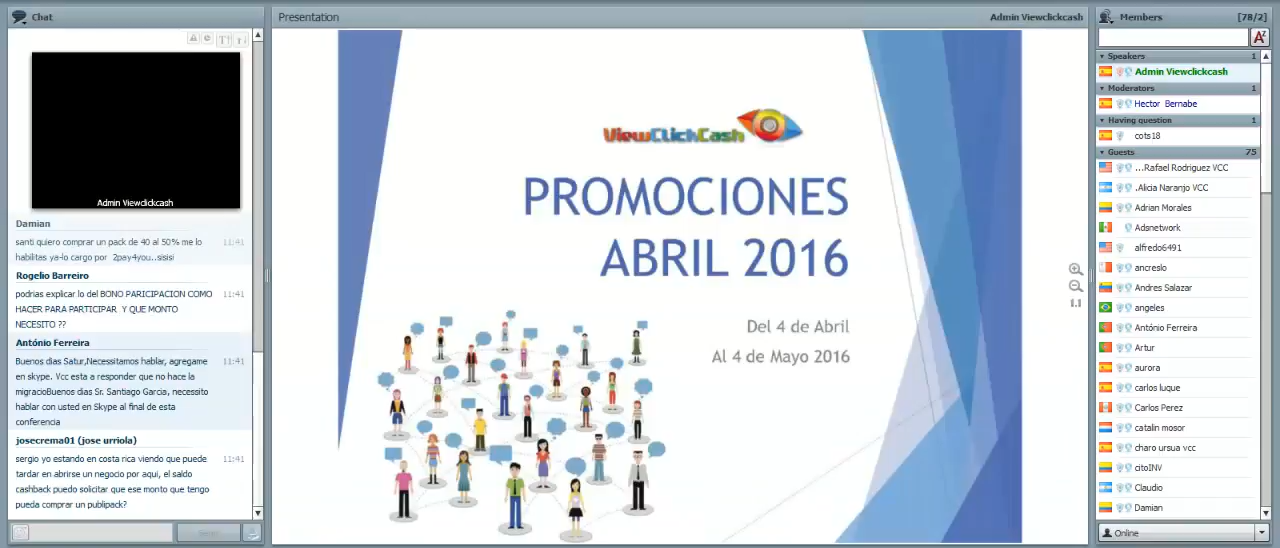 Chat
Admin Viewclickcash
Damian
santi quiero comprar un pack de 40 al 50% me lo 11:41
habilitas ya-lo cargo por 2pay4you..sisisi
Rogelio Barreiro
podrias explicar lo del BONO PARICIPACION COMO 11:41
HACER PARA PARTICIPAR Y QUE MONTO
NECESITO ??
António Ferreira
Buenos dias Satur,Necessitamos hablar, agregame 11:41
en skype. Vcc esta a responder que no hace la
migracioBuenos dias Sr. Santiago Garcia, necesito
hablar con usted en Skype al final de esta
conferencia
josecrema01 (jose urriola)
sergio yo estando en costa rica viendo que puede 11:41
tardar en abrirse un negocio por aqui, el saldo
cashback puedo solicitar que ese monto que tengo
pueda comprar un publipack?
Presentation Admin Viewclickcash
ViewClickCash
PROMOCIONES
ABRIL 2016
Del 4 de Abril
Al 4 de Mayo 2016
1.1
Members [78/2]
Speakers 1
Admin Viewclickcash
Moderators 1
Hector Bernabe
Having question 1
cots18
Guests 75
...Rafael Rodriguez VCC
.Alicia Naranjo VCC
Adrian Morales
Adsnetwork
alfredo6491
ancreslo
Andres Salazar
angeles
António Ferreira
Artur
aurora
carlos luque
Carlos Perez
catalin mosor
charo ursua vcc
citoINV
Claudio
Damian
Online